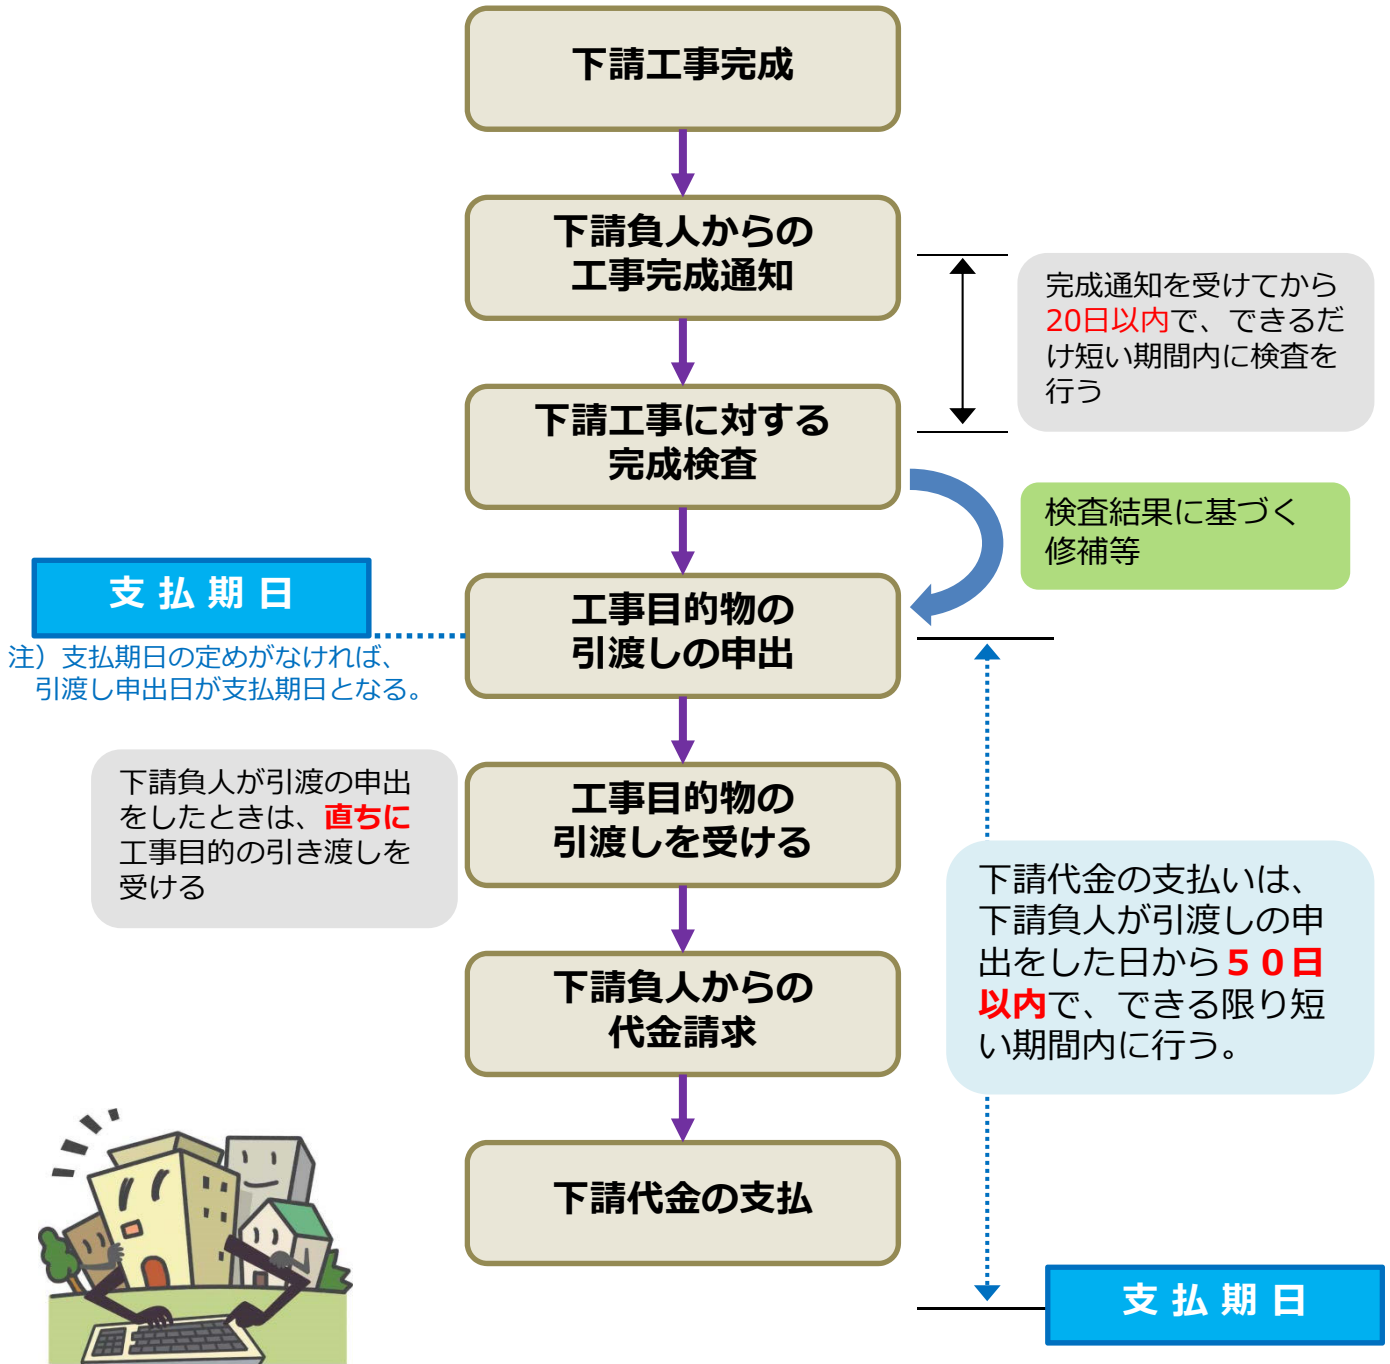 下請工事完成
下請負人からの
工事完成通知
完成通知を受けてから
20日以内で、できるだ
け短い期間内に検査を
行う
下請工事に対する
完成検査
検査結果に基づく
修補等
支払期日
注）支払期日の定めがなければ、
引渡し申出日が支払期日となる。
工事目的物の
引渡しの申出
下請負人が引渡の申出
をしたときは、直ちに
工事目的の引き渡しを
受ける
工事目的物の
引渡しを受ける
下請代金の支払いは、
下請負人が引渡しの申
出をした日から５０日
以内で、できる限り短
い期間内に行う。
下請負人からの
代金請求
下請代金の支払
支払期日